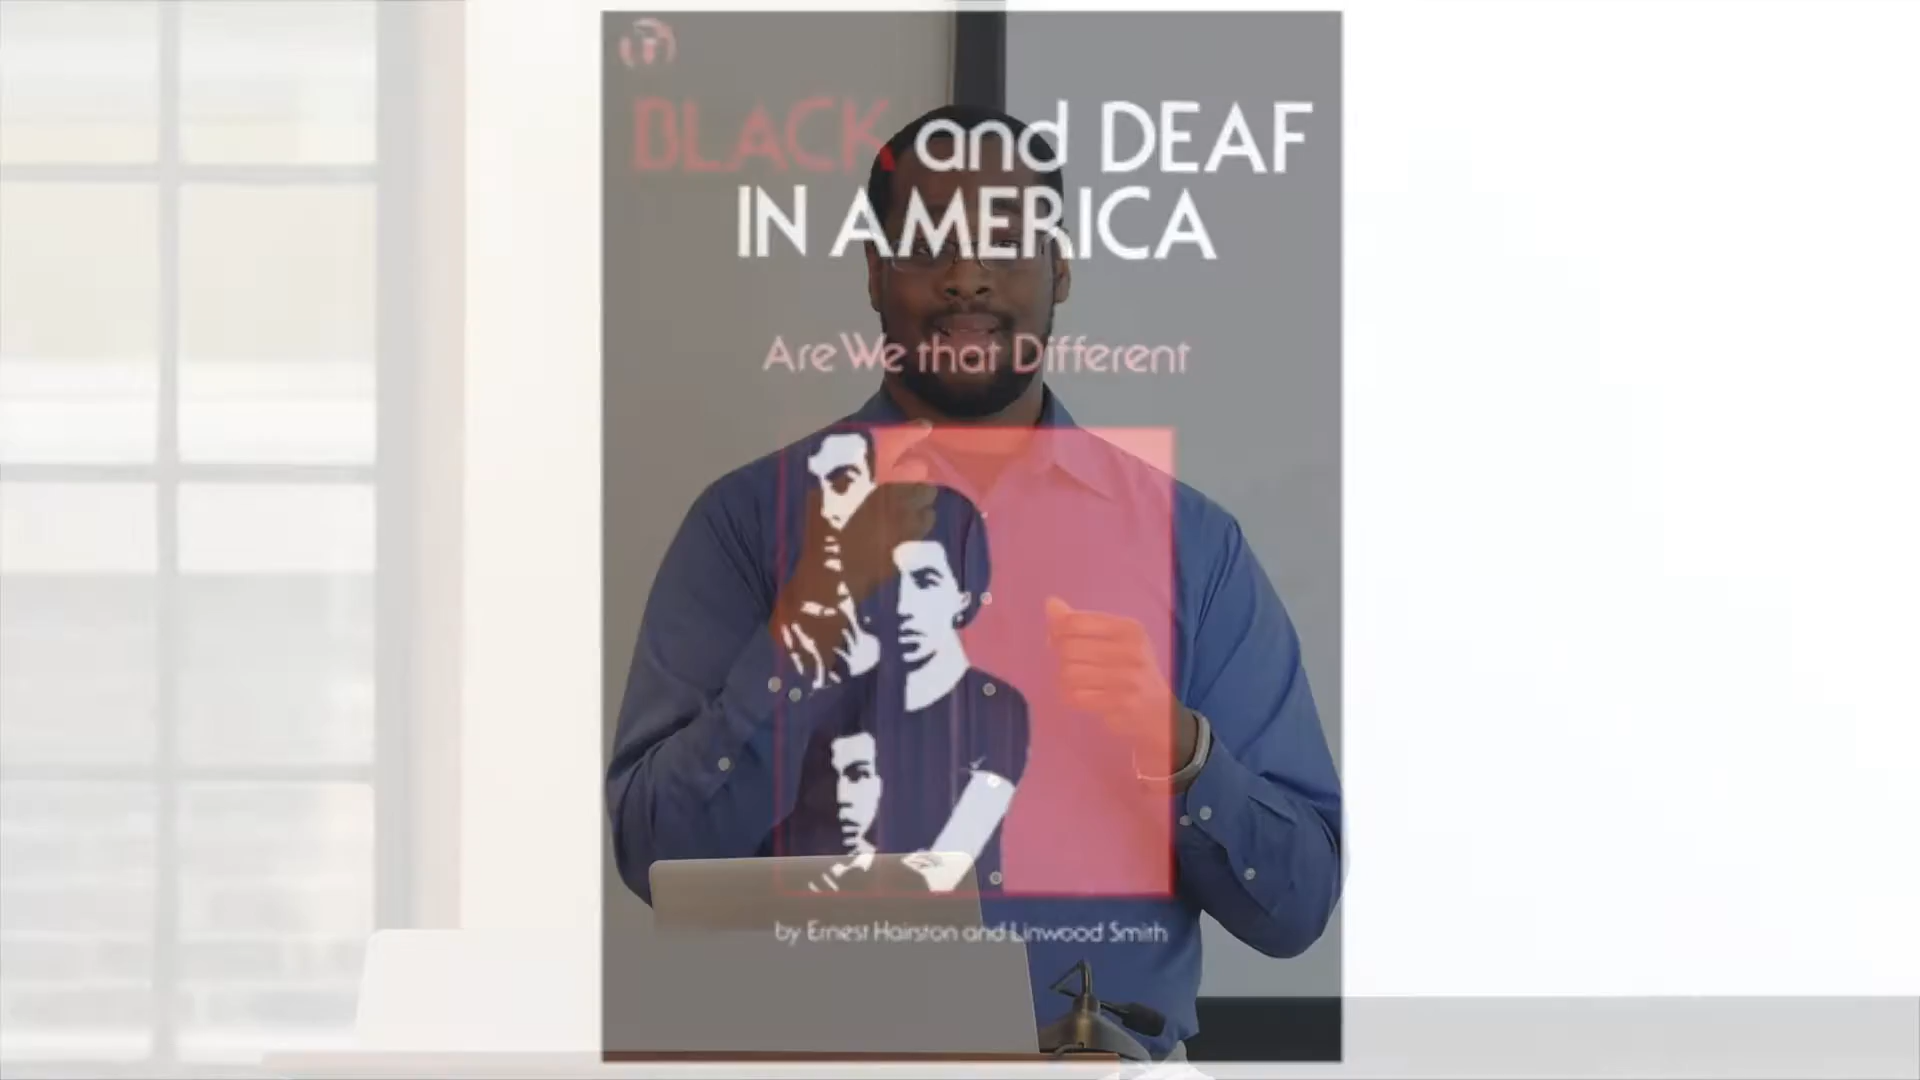 BLACK and DEAF
IN AMERICA
Are We that Different
by Ernest Hairston and Linwood Smith